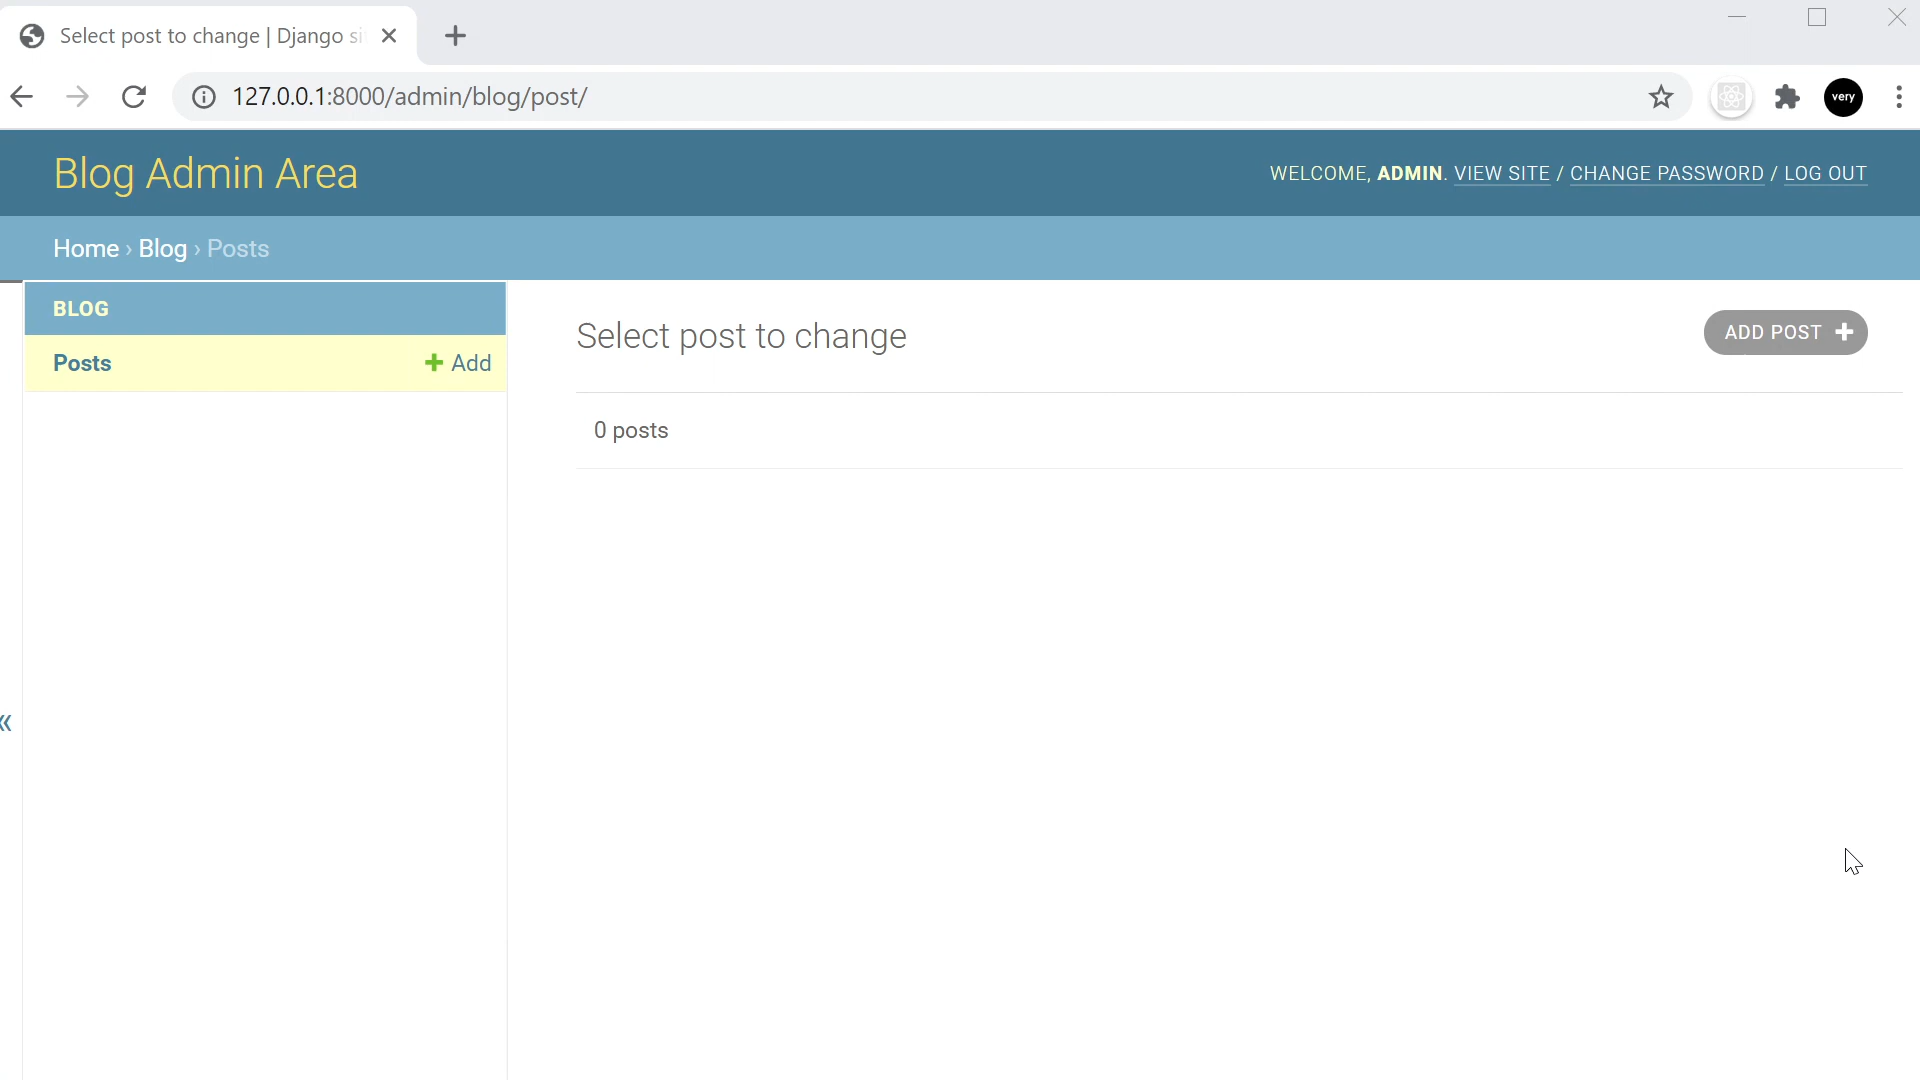 Select post to change | Django si
127.0.0.1:8000/admin/blog/post/
very
Blog Admin Area
WELCOME, ADMIN. VIEW SITE / CHANGE PASSWORD / LOG OUT
Home › Blog › Posts
BLOG
Posts
Add
Select post to change
ADD POST
0 posts
«